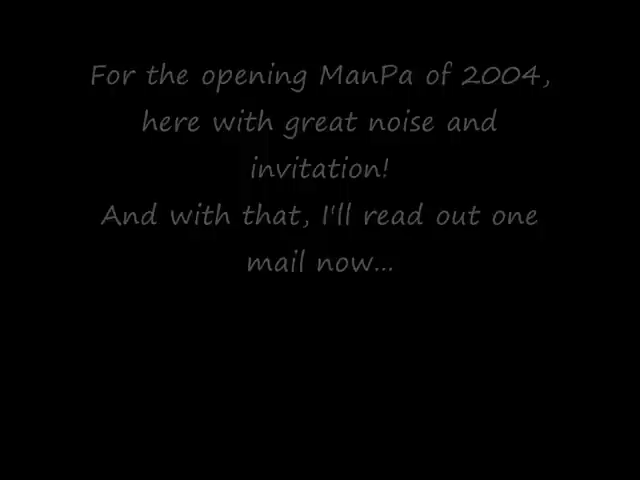 For the opening ManPa of 2004,
here with great noise and
invitation!
And with that, I'll read out one
mail now...